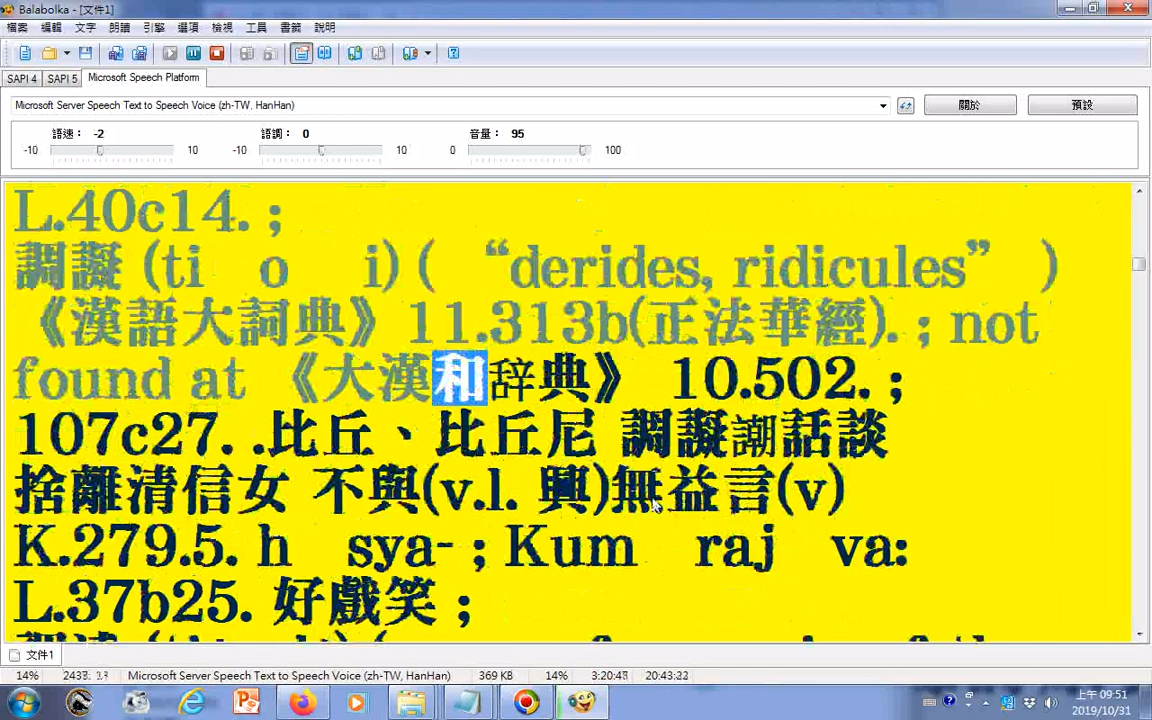 Balabolka - [文件1]
檔案 編輯 文字 朗讀 引擎 選項 檢視 工具 書籤 說明
SAPI 4 SAPI 5 Microsoft Speech Platform
Microsoft Server Speech Text to Speech Voice (zh-TW, HanHan) 關於 預設
語速： -2 語調： 0 音量： 95
-10 10 -10 10 0 100
L.40c14. ;
調譺 (ti o i) ( “derides, ridicules” )
《漢語大詞典》 11.313b(正法華經). ; not
found at 《大漢和辞典》 10.502. ;
107c27. .比丘、比丘尼 調譺謿話談
捨離清信女 不與(v.l. 興)無益言(v)
K.279.5. h sya- ; Kum raj va:
L.37b25. 好戲笑 ;
文件1
14% Microsoft Server Speech Text to Speech Voice (zh-TW, HanHan) 369 KB 14% 20:43:22
上午 09:51
2019/10/31